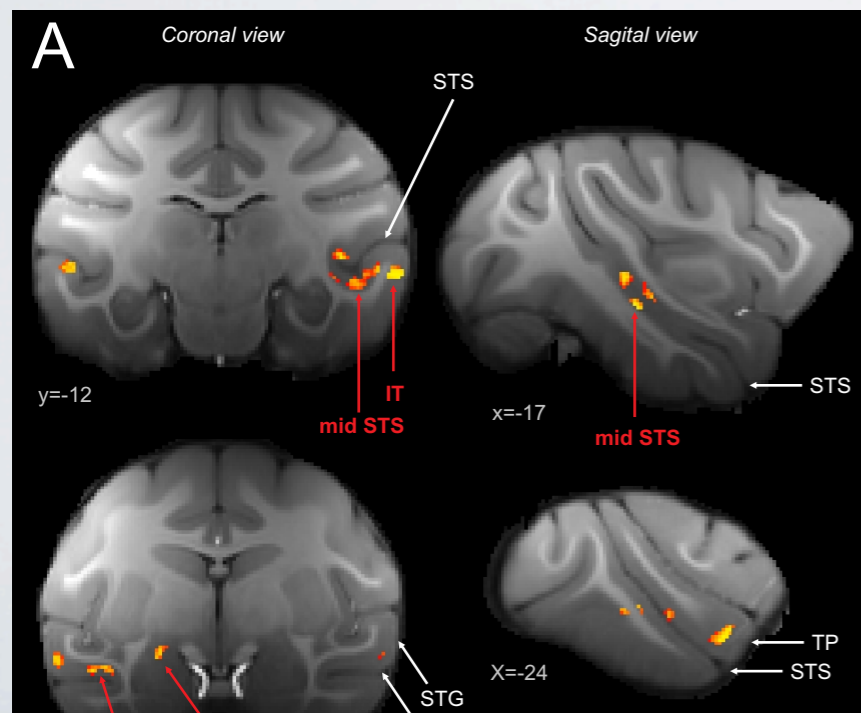 A
Coronal view
Sagital view
STS
y=-12
IT
mid STS
x=-17
STS
mid STS
STG
X=-24
TP
STS